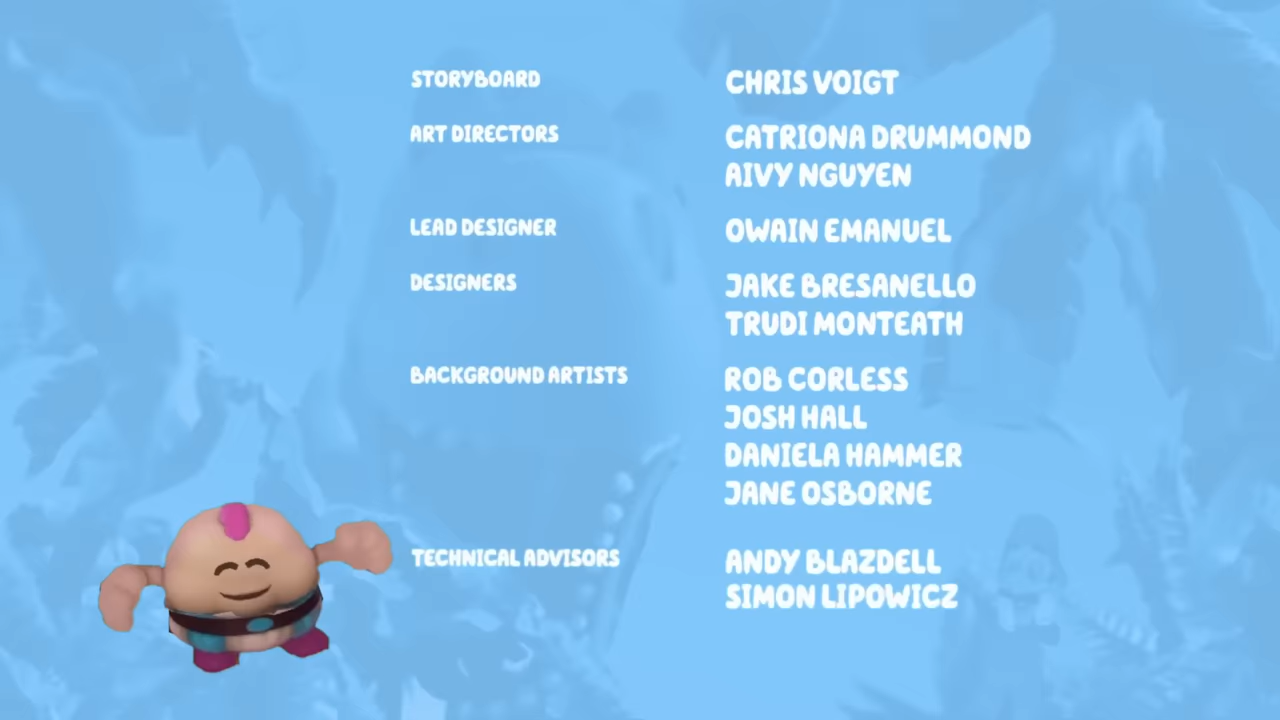 STORYBOARD CHRIS VOIGT
ART DIRECTORS CATRIONA DRUMMOND
AIVY NGUYEN
LEAD DESIGNER OWAIN EMANUEL
DESIGNERS JAKE BRESANELLO
TRUDI MONTEATH
BACKGROUND ARTISTS ROB CORLESS
JOSH HALL
DANIELA HAMMER
JANE OSBORNE
TECHNICAL ADVISORS ANDY BLAZDELL
SIMON LIPOWICZ